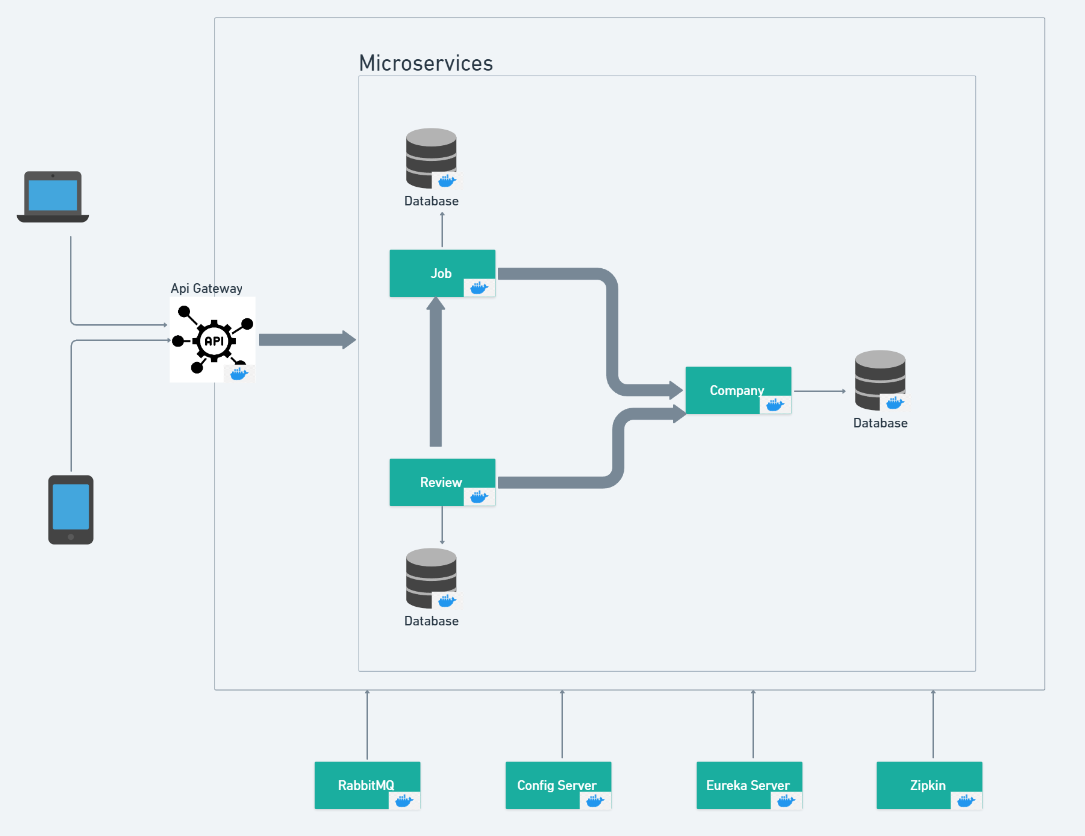 Microservices
Database
Job
Api Gateway
API
Company
Database
Review
Database
RabbitMQ
Config Server
Eureka Server
Zipkin